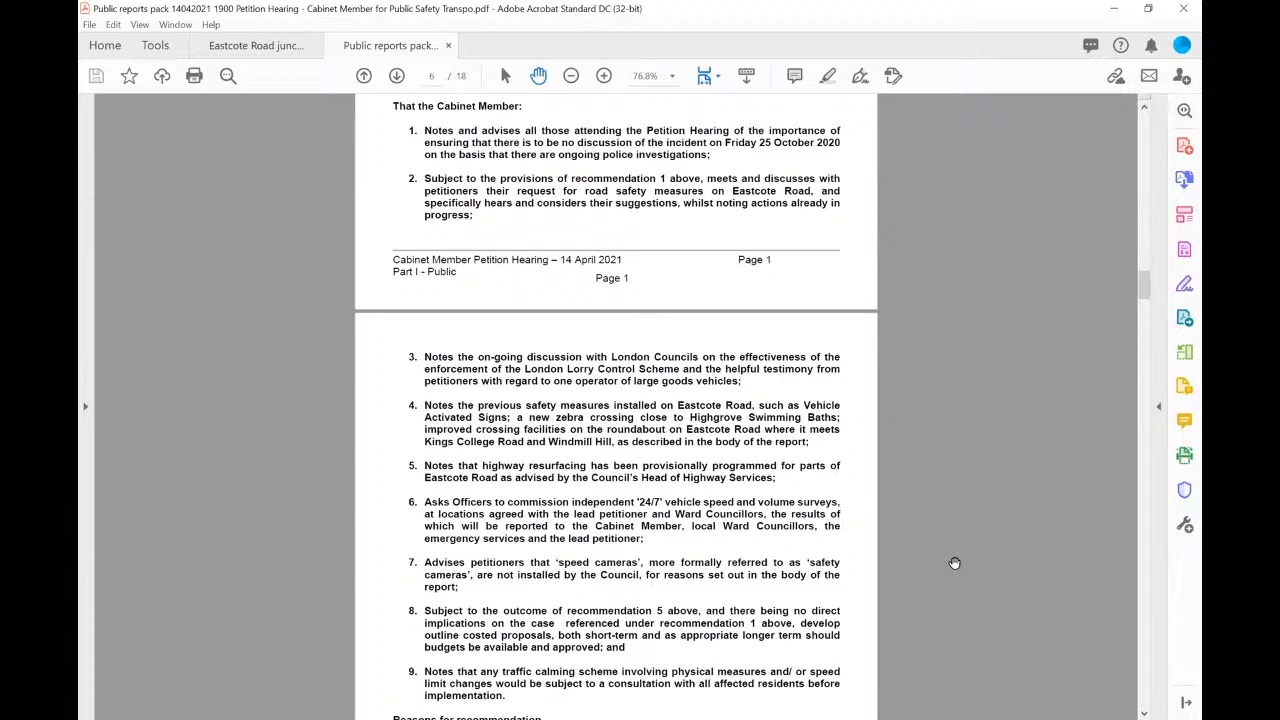 Public reports pack 14042021 1900 Petition Hearing - Cabinet Member for Public Safety Transpo.pdf - Adobe Acrobat Standard DC (32-bit)
File Edit View Window Help
Home Tools Eastcote Road junc... Public reports pack... ×
6 / 18 76.8%
That the Cabinet Member:
1. Notes and advises all those attending the Petition Hearing of the importance of
ensuring that there is to be no discussion of the incident on Friday 25 October 2020
on the basis that there are ongoing police investigations;
2. Subject to the provisions of recommendation 1 above, meets and discusses with
petitioners their request for road safety measures on Eastcote Road, and
specifically hears and considers their suggestions, whilst noting actions already in
progress;
Cabinet Member Petition Hearing – 14 April 2021 Page 1
Part I - Public
Page 1
3. Notes the on-going discussion with London Councils on the effectiveness of the
enforcement of the London Lorry Control Scheme and the helpful testimony from
petitioners with regard to one operator of large goods vehicles;
4. Notes the previous safety measures installed on Eastcote Road, such as Vehicle
Activated Signs; a new zebra crossing close to Highgrove Swimming Baths;
improved crossing facilities on the roundabout on Eastcote Road where it meets
Kings College Road and Windmill Hill, as described in the body of the report;
5. Notes that highway resurfacing has been provisionally programmed for parts of
Eastcote Road as advised by the Council's Head of Highway Services;
6. Asks Officers to commission independent '24/7' vehicle speed and volume surveys,
at locations agreed with the lead petitioner and Ward Councillors, the results of
which will be reported to the Cabinet Member, local Ward Councillors, the
emergency services and the lead petitioner;
7. Advises petitioners that 'speed cameras', more formally referred to as 'safety
cameras', are not installed by the Council, for reasons set out in the body of the
report;
8. Subject to the outcome of recommendation 5 above, and there being no direct
implications on the case referenced under recommendation 1 above, develop
outline costed proposals, both short-term and as appropriate longer term should
budgets be available and approved; and
9. Notes that any traffic calming scheme involving physical measures and/ or speed
limit changes would be subject to a consultation with all affected residents before
implementation.
Reasons for recommendation